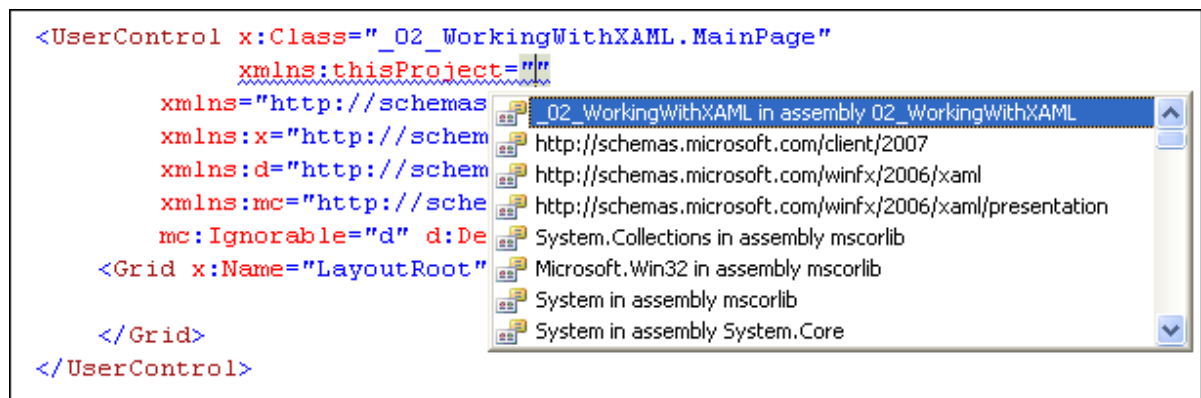 <UserControl x:Class="_02_WorkingWithXAML.MainPage"
xmlns:thisProject=""
xmlns="http://schemas
xmlns:x="http://schem
xmlns:d="http://schem
xmlns:mc="http://sche
mc:Ignorable="d" d:De
<Grid x:Name="LayoutRoot"
</Grid>
</UserControl>
_02_WorkingWithXAML in assembly 02_WorkingWithXAML
http://schemas.microsoft.com/client/2007
http://schemas.microsoft.com/winfx/2006/xaml
http://schemas.microsoft.com/winfx/2006/xaml/presentation
System.Collections in assembly mscorlib
Microsoft.Win32 in assembly mscorlib
System in assembly mscorlib
System in assembly System.Core